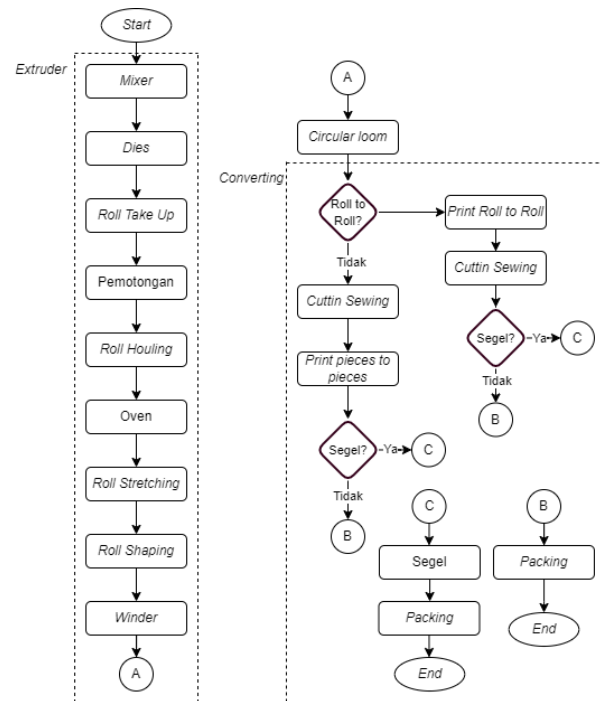 Start
Extruder
Mixer
Dies
Roll Take Up
Pemotongan
Roll Houling
Oven
Roll Stretching
Roll Shaping
Winder
A
A
Circular loom
Converting
Roll to
Roll?
Print Roll to Roll
Tidak
Cuttin Sewing
Cuttin Sewing
Segel?
Ya
C
Tidak
B
Print pieces to
pieces
Segel?
Ya
C
Tidak
B
C
Segel
Packing
End
B
Packing
End